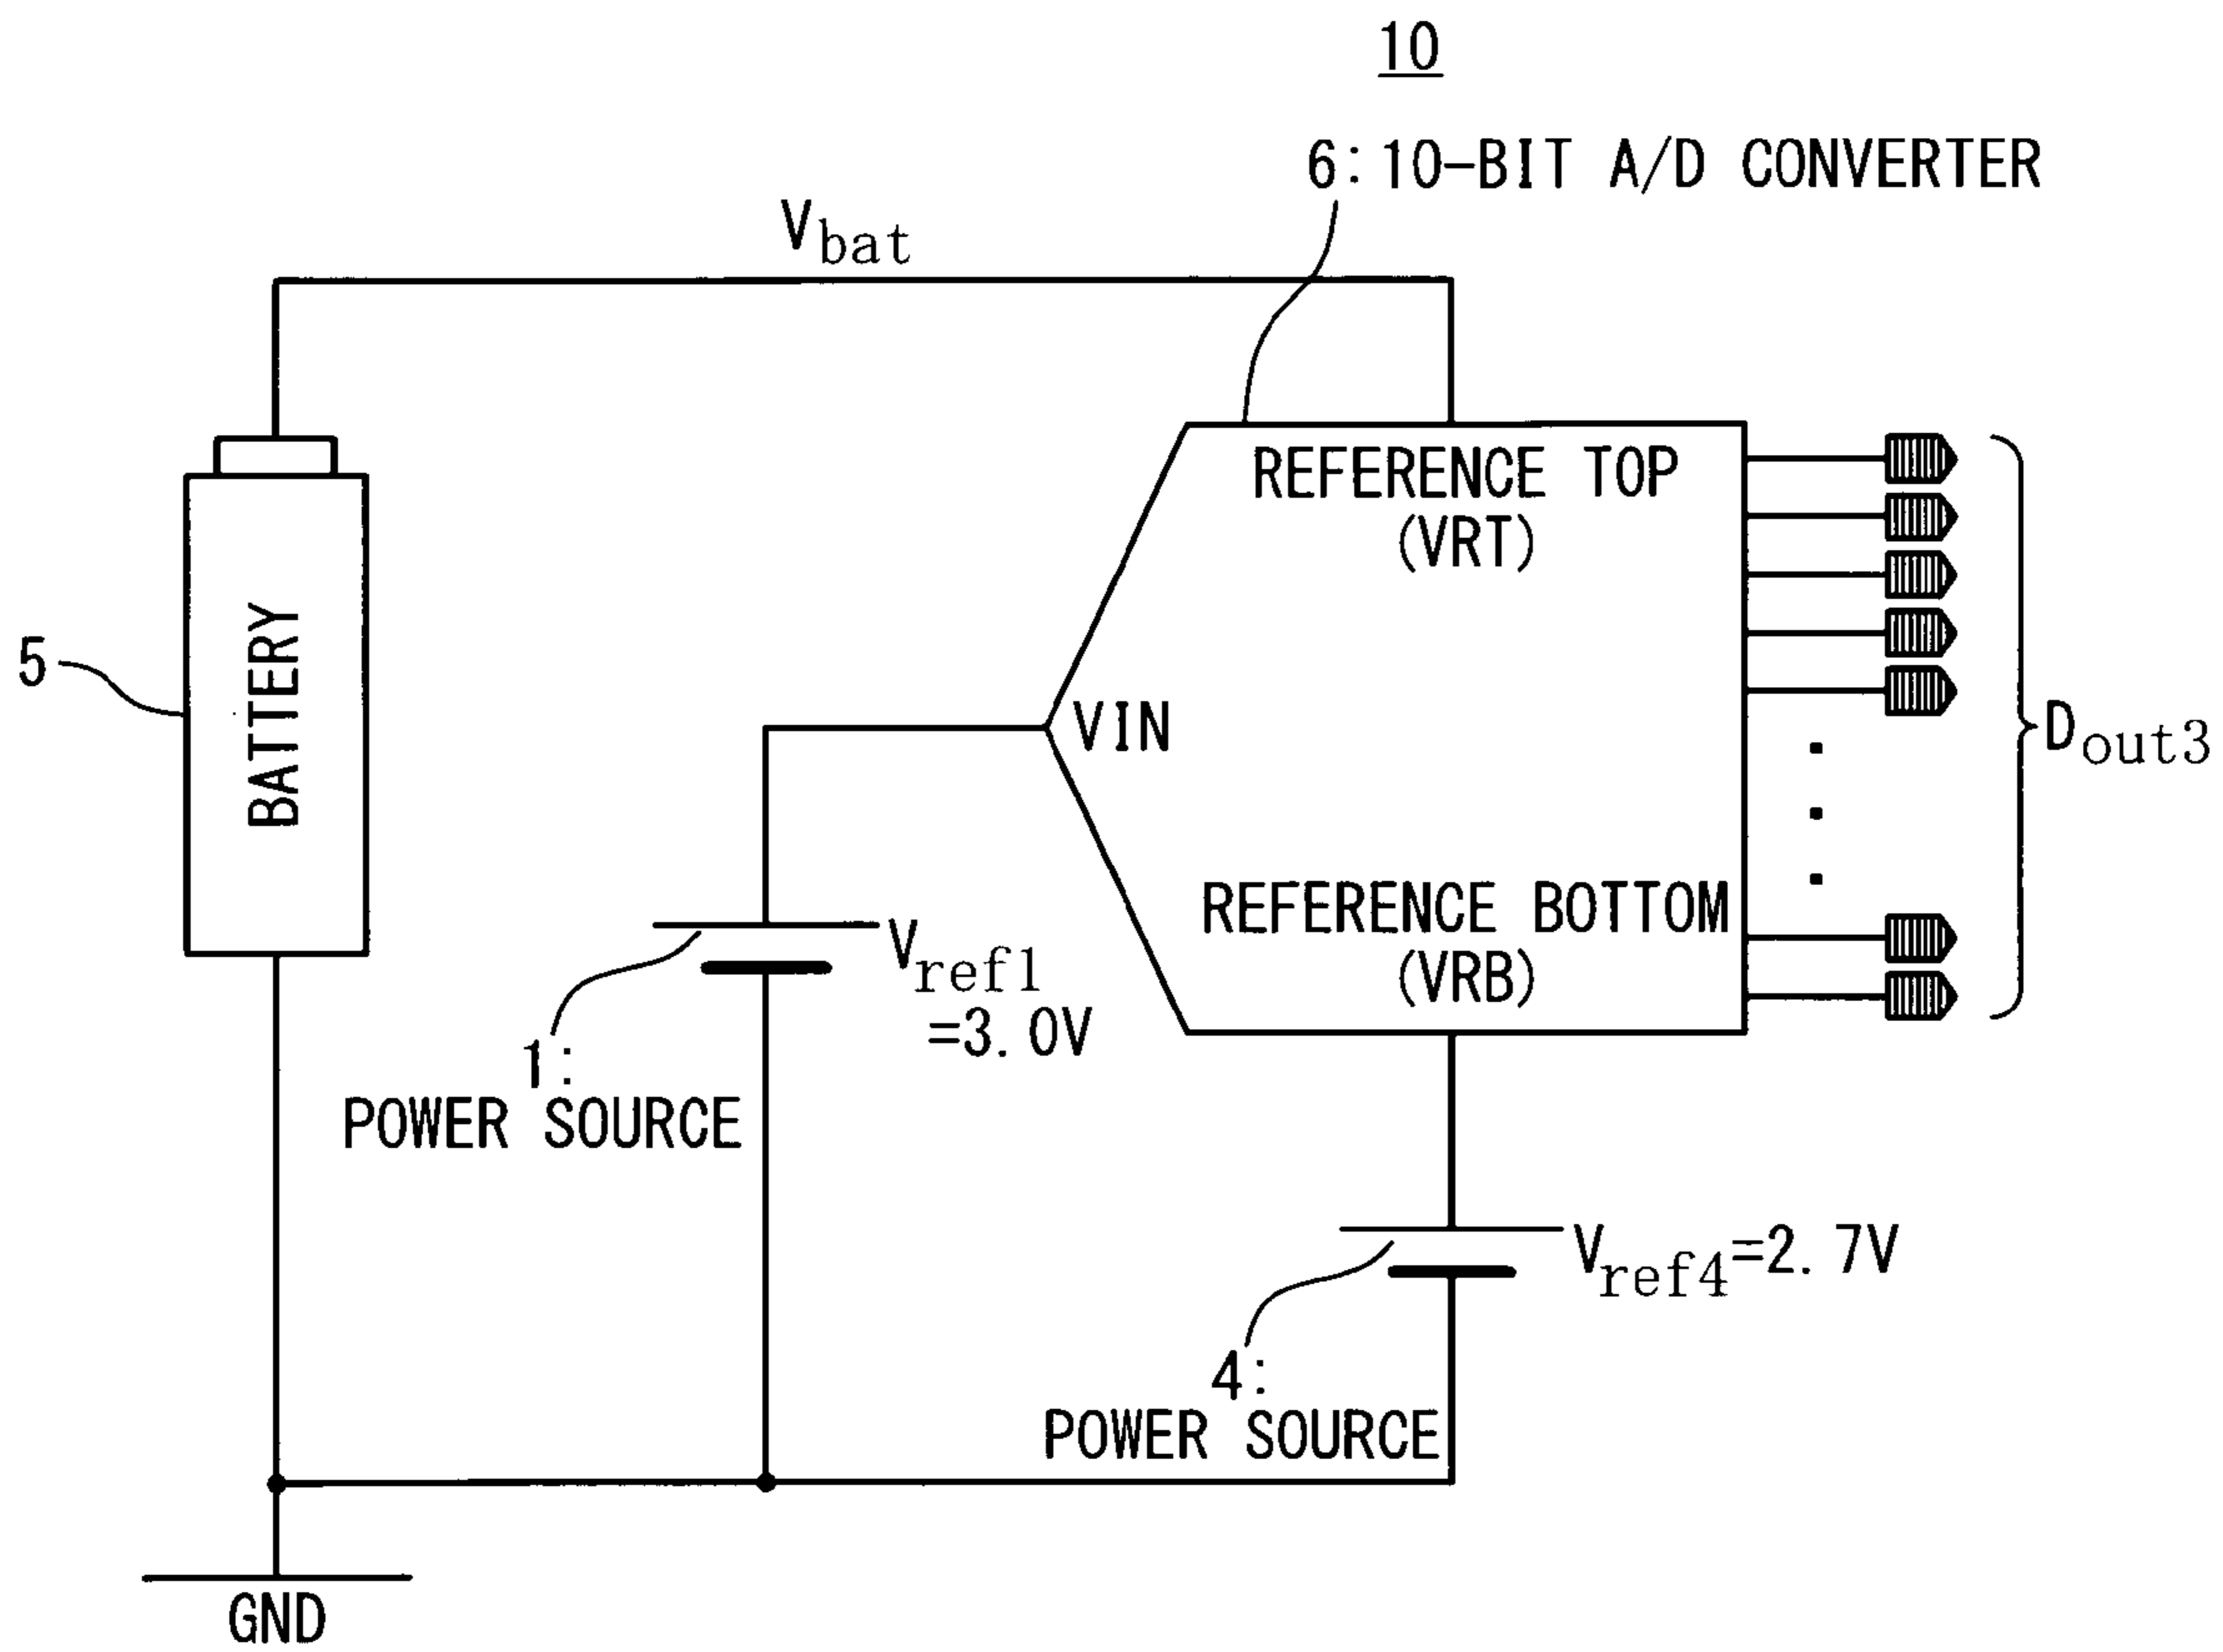 10
6:10-BIT A/D CONVERTER
Vbat
REFERENCE TOP
(VRT)
5
BATTERY
VIN
Dout3
REFERENCE BOTTOM
(VRB)
Vref1
=3.0V
1:
POWER SOURCE
Vref4=2.7V
4:
POWER SOURCE
GND